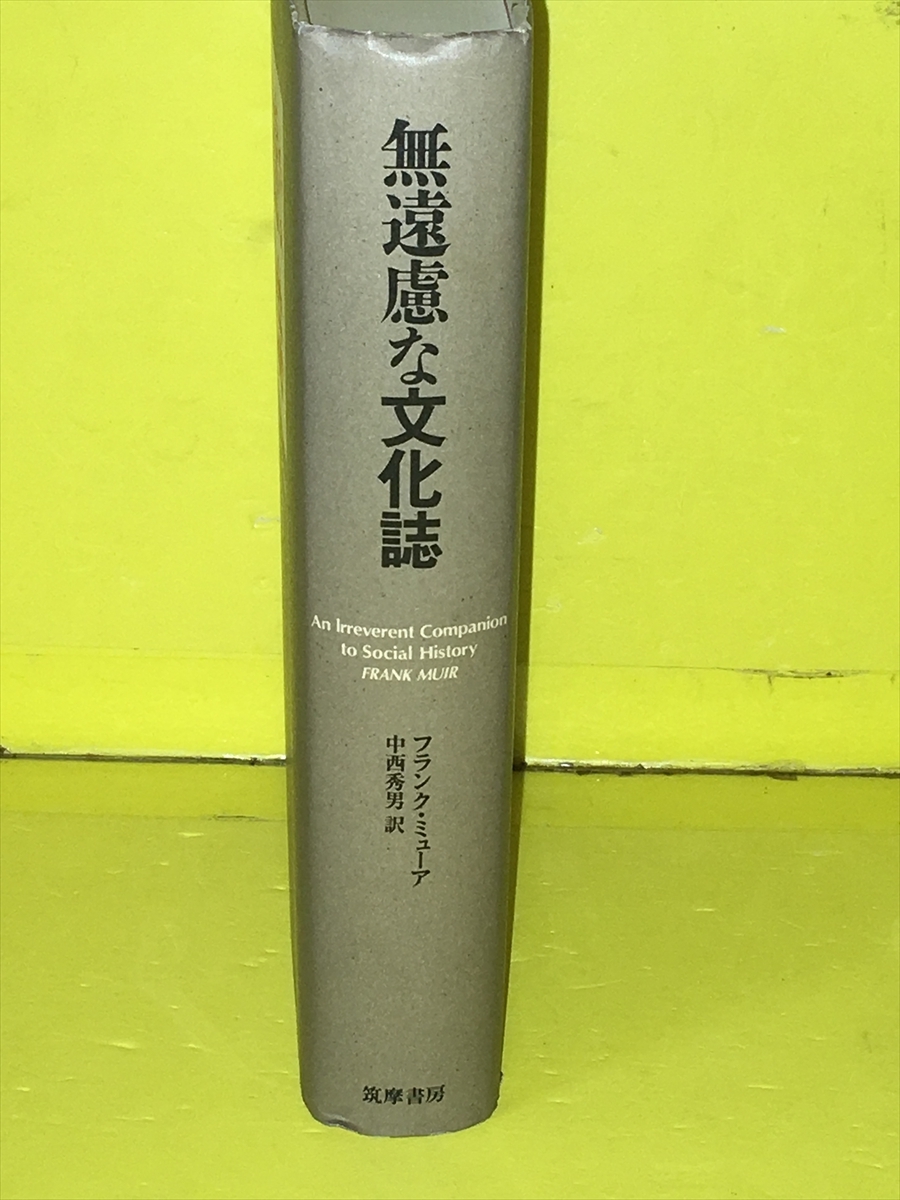 無遠慮な文化誌
An Irreverent Companion
to Social History
FRANK MUIR
フランク・ミューア
中西秀男 訳
筑摩書房